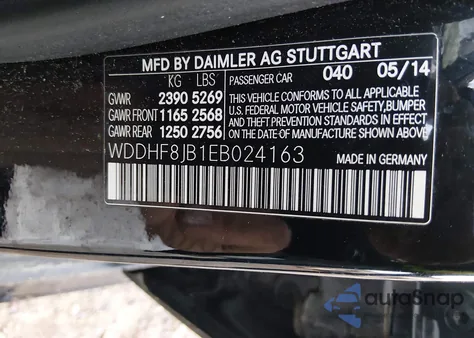 MFD BY DAIMLER AG STUTTGART
KG LBS
PASSENGER CAR 040 05/14
GVWR 2390 5269
GAWR FRONT 1165 2568
GAWR REAR 1250 2756
THIS VEHICLE CONFORMS TO ALL APPLICABLE
U.S. FEDERAL MOTOR VEHICLE SAFETY,BUMPER
AND THEFT PREVENTION STANDARDS IN
EFFECT ON THE DATE OF MANUFACTURE
SHOWN ABOVE.
WDDHF8JB1EB024163
MADE IN GERMANY
autoSnap